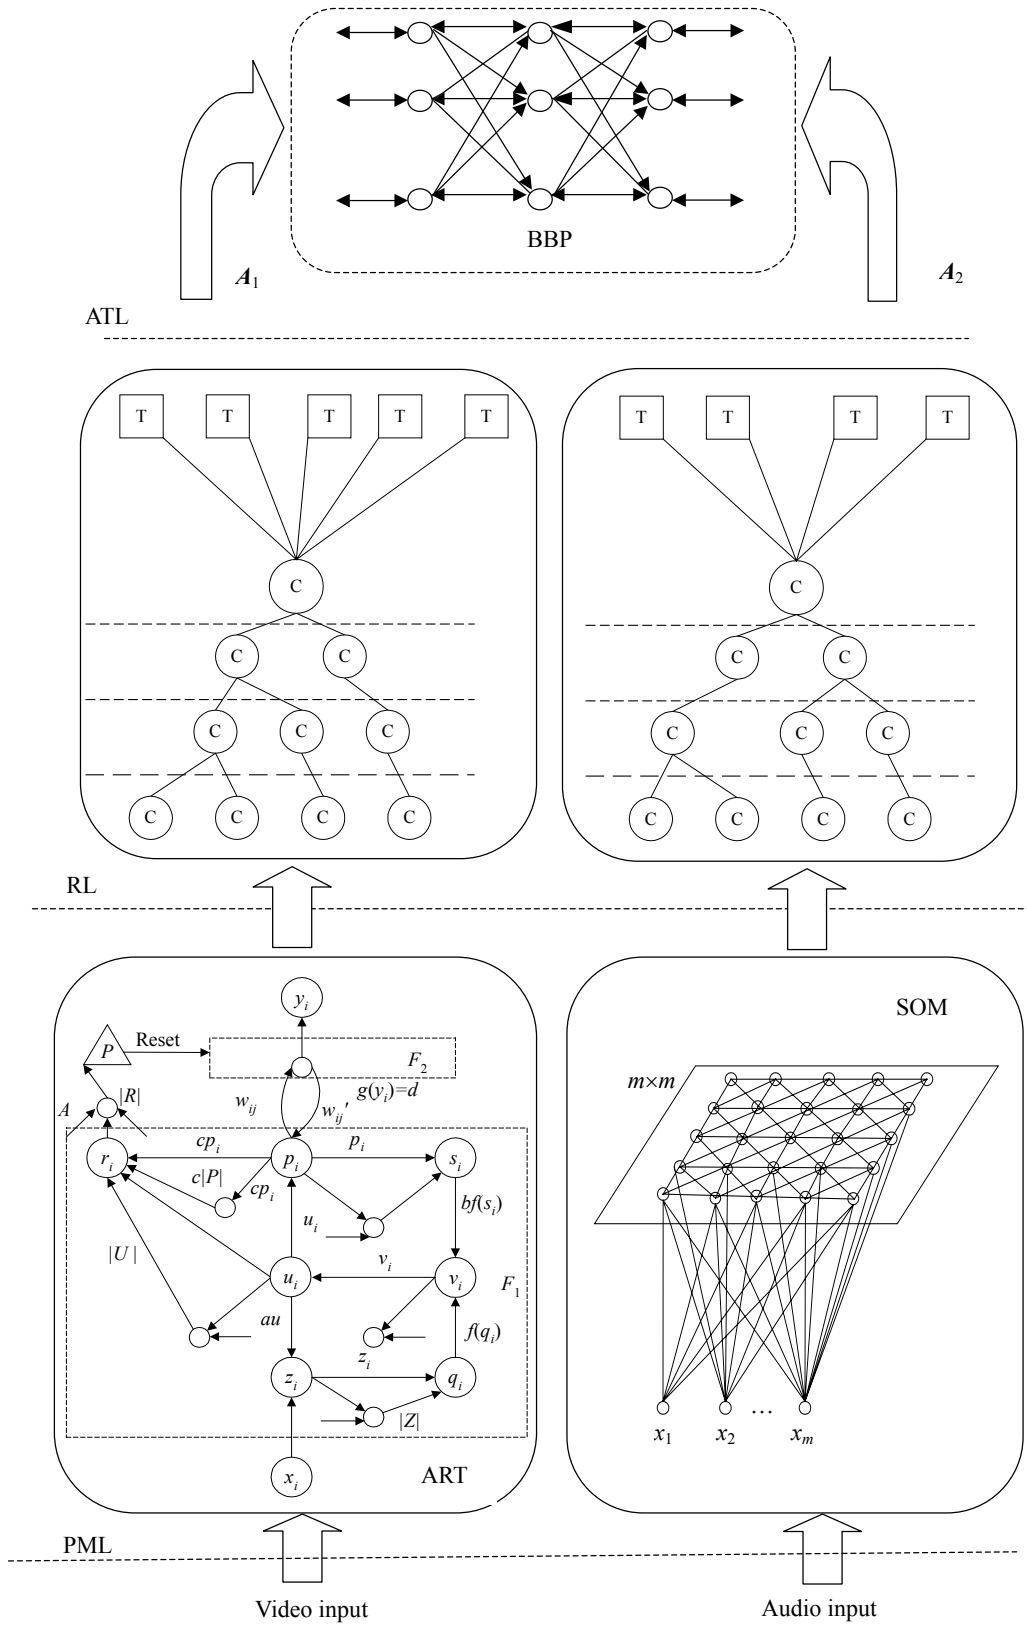 BBP
A₁
A₂
ATL
T T T T T
T T T T
C
C
C C
C C
C C C
C C C
C C C C
C C C C
RL
SOM
yᵢ
P
Reset
F₂
m×m
g(yᵢ)=d
wᵢⱼ
wᵢⱼ′
A
|R|
cpᵢ
pᵢ
rᵢ
pᵢ
sᵢ
c|P|
cpᵢ
bf(sᵢ)
uᵢ
|U|
vᵢ
uᵢ
vᵢ
F₁
au
f(qᵢ)
zᵢ
zᵢ
qᵢ
|Z|
x₁ x₂ … xₘ
xᵢ
ART
PML
Video input
Audio input